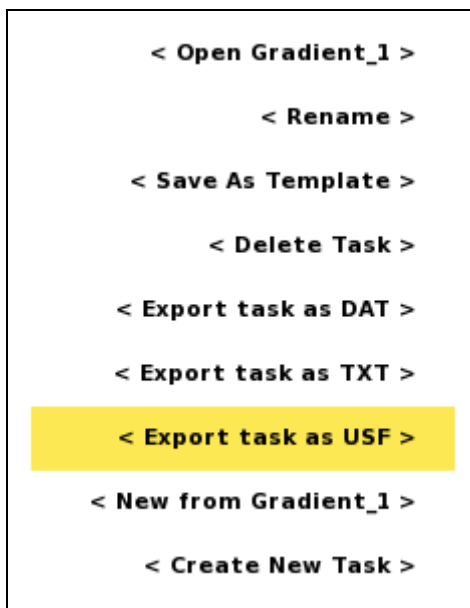 < Open Gradient_1 >
< Rename >
< Save As Template >
< Delete Task >
< Export task as DAT >
< Export task as TXT >
< Export task as USF >
< New from Gradient_1 >
< Create New Task >